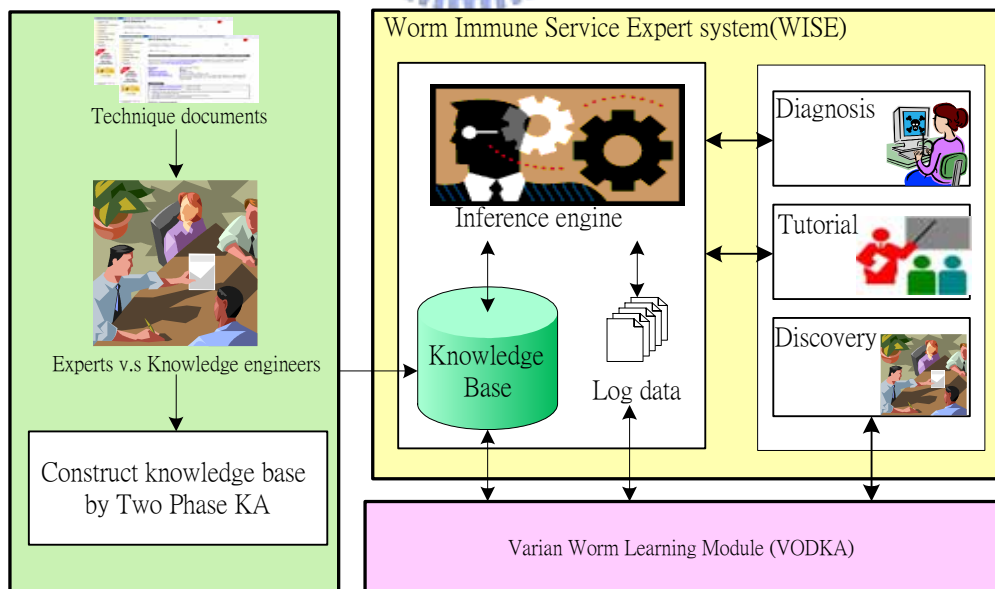 Technique documents
Experts v.s Knowledge engineers
Construct knowledge base
by Two Phase KA
Worm Immune Service Expert system(WISE)
Inference engine
Knowledge
Base
Log data
Diagnosis
Tutorial
Discovery
Varian Worm Learning Module (VODKA)